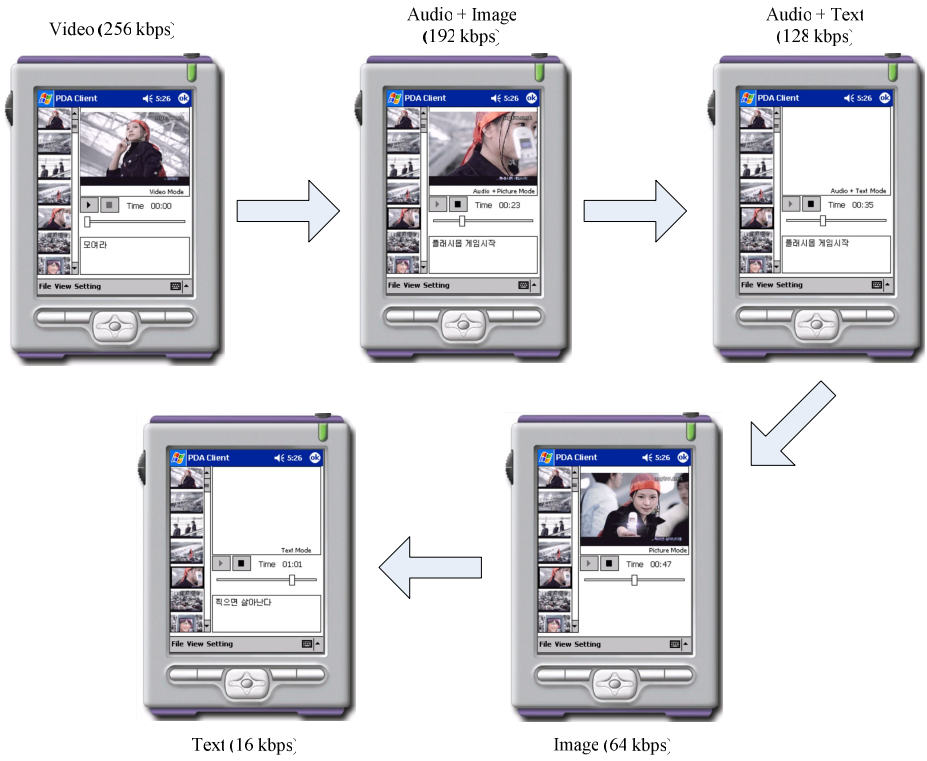 Video (256 kbps)
Audio + Image
(192 kbps)
Audio + Text
(128 kbps)
PDA Client 5:26 ok
Video Mode
Time 00:00
모여라
File View Setting
PDA Client 5:26 ok
Audio + Picture Mode
Time 00:23
플래시몹 게임시작
File View Setting
PDA Client 5:26 ok
Audio + Text Mode
Time 00:35
플래시몹 게임시작
File View Setting
PDA Client 5:26 ok
Text Mode
Time 01:01
찍으면 살아난다
File View Setting
PDA Client 5:26 ok
Picture Mode
Time 00:47
File View Setting
Text (16 kbps)
Image (64 kbps)